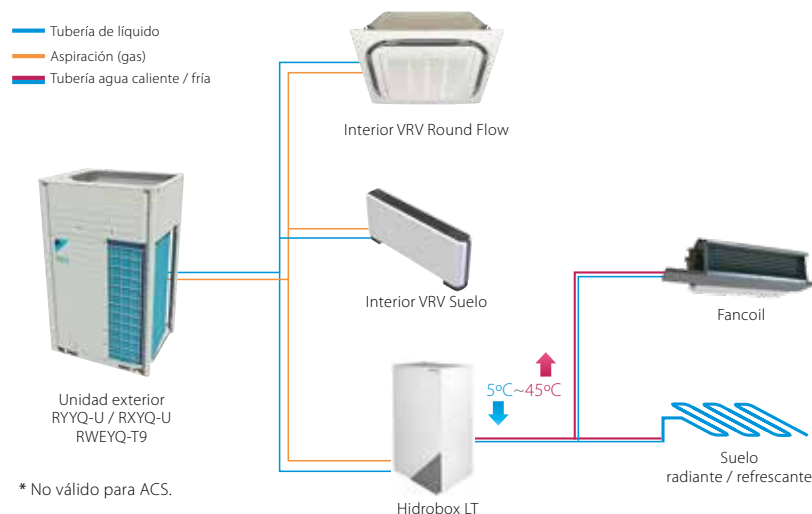 Tubería de líquido
Aspiración (gas)
Tubería agua caliente / fría
Interior VRV Round Flow
Interior VRV Suelo
Fancoil
Unidad exterior
RYYQ-U / RXYQ-U
RWEYQ-T9
5ºC~45ºC
Suelo
radiante / refrescante
* No válido para ACS.
Hidrobox LT